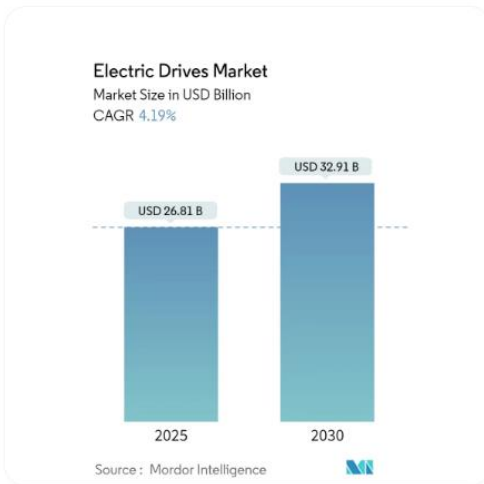 Electric Drives Market
Market Size in USD Billion
CAGR 4.19%
USD 32.91 B
USD 26.81 B
2025 2030
Source : Mordor Intelligence